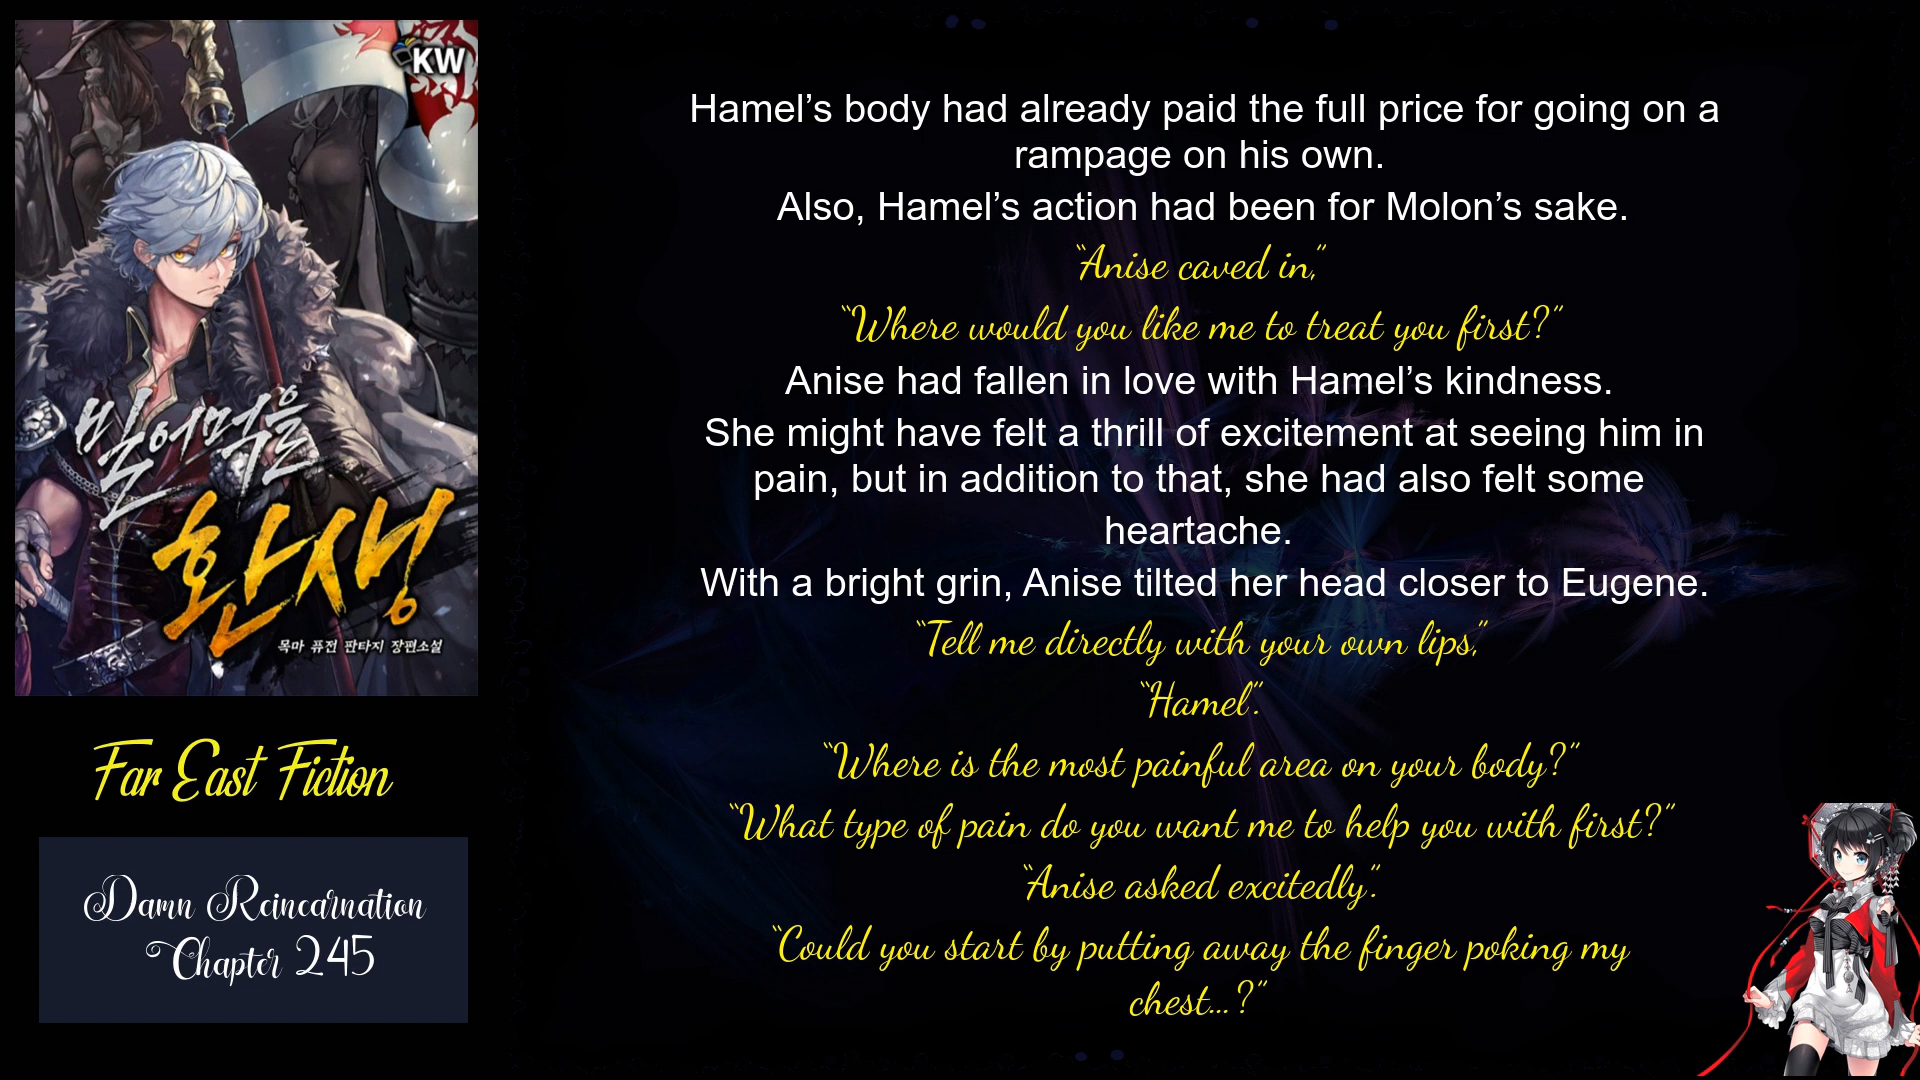 KW
빌어먹을
환생
목마 퓨전 판타지 장편소설
Far East Fiction
Damn Reincarnation
Chapter 245
Hamel’s body had already paid the full price for going on a
rampage on his own.
Also, Hamel’s action had been for Molon’s sake.
“Anise caved in,”
“Where would you like me to treat you first?”
Anise had fallen in love with Hamel’s kindness.
She might have felt a thrill of excitement at seeing him in
pain, but in addition to that, she had also felt some
heartache.
With a bright grin, Anise tilted her head closer to Eugene.
“Tell me directly with your own lips,”
“Hamel”.
“Where is the most painful area on your body?”
“What type of pain do you want me to help you with first?”
“Anise asked excitedly”.
“Could you start by putting away the finger poking my
chest…?”